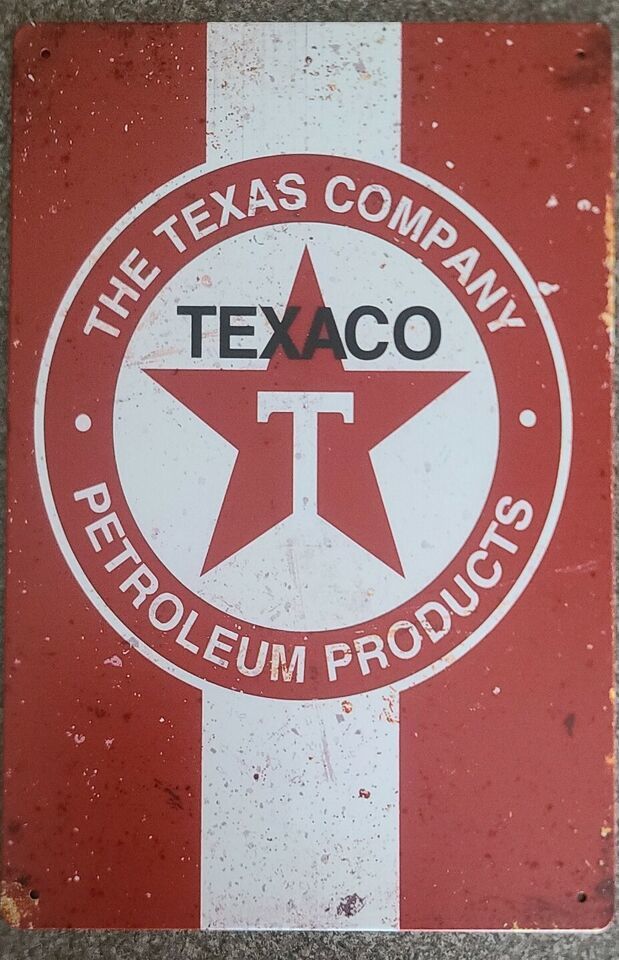 THE TEXAS COMPANY
TEXACO
T
PETROLEUM PRODUCTS